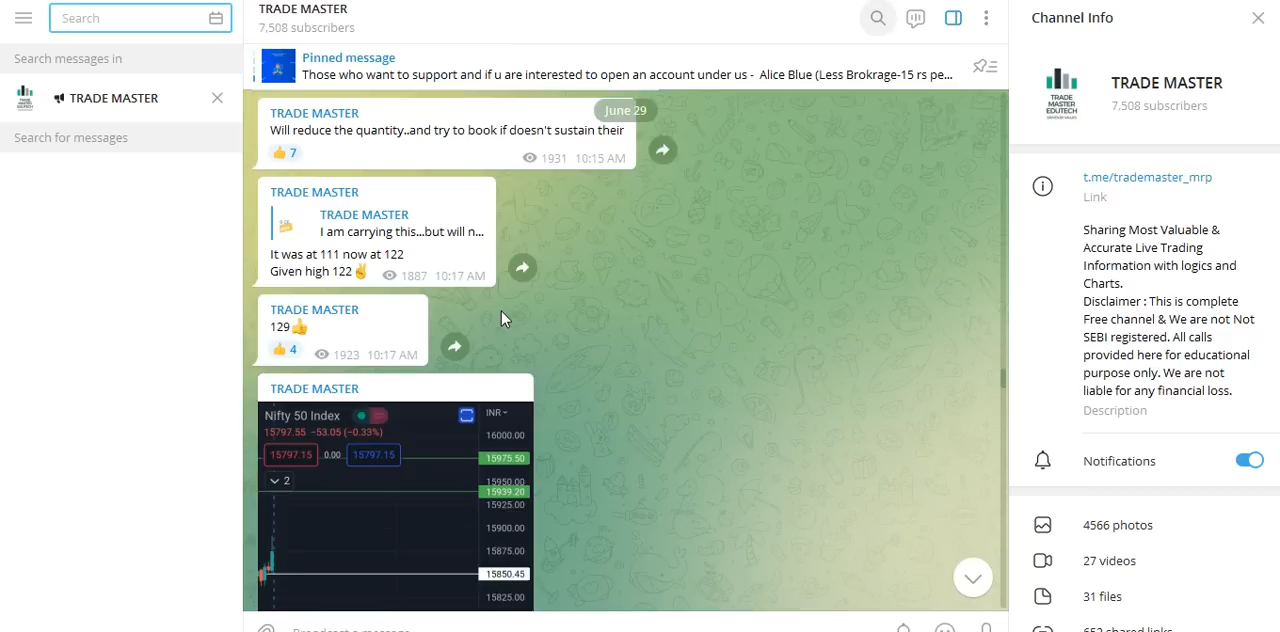 Search
Search messages in
TRADE MASTER
Search for messages
TRADE MASTER
7,508 subscribers
Pinned message
Those who want to support and if u are interested to open an account under us - Alice Blue (Less Brokrage-15 rs pe...
June 29
TRADE MASTER
Will reduce the quantity..and try to book if doesn't sustain their
👍 7
1931 10:15 AM
TRADE MASTER
TRADE MASTER
I am carrying this...but will n...
It was at 111 now at 122
Given high 122✌️ 1887 10:17 AM
TRADE MASTER
129👍
👍 4 1923 10:17 AM
TRADE MASTER
Nifty 50 Index
INR
15797.55 −53.05 (−0.33%)
16000.00
15797.15 0.00 15797.15
15975.50
2
15950.00
15939.20
15925.00
15900.00
15875.00
15850.45
15825.00
Broadcast a message...
Channel Info
TRADE MASTER EDUTECH
TRADE MASTER
7,508 subscribers
t.me/trademaster_mrp
Link
Sharing Most Valuable &
Accurate Live Trading
Information with logics and
Charts.
Disclaimer : This is complete
Free channel & We are not Not
SEBI registered. All calls
provided here for educational
purpose only. We are not
liable for any financial loss.
Description
Notifications
4566 photos
27 videos
31 files
652 shared links